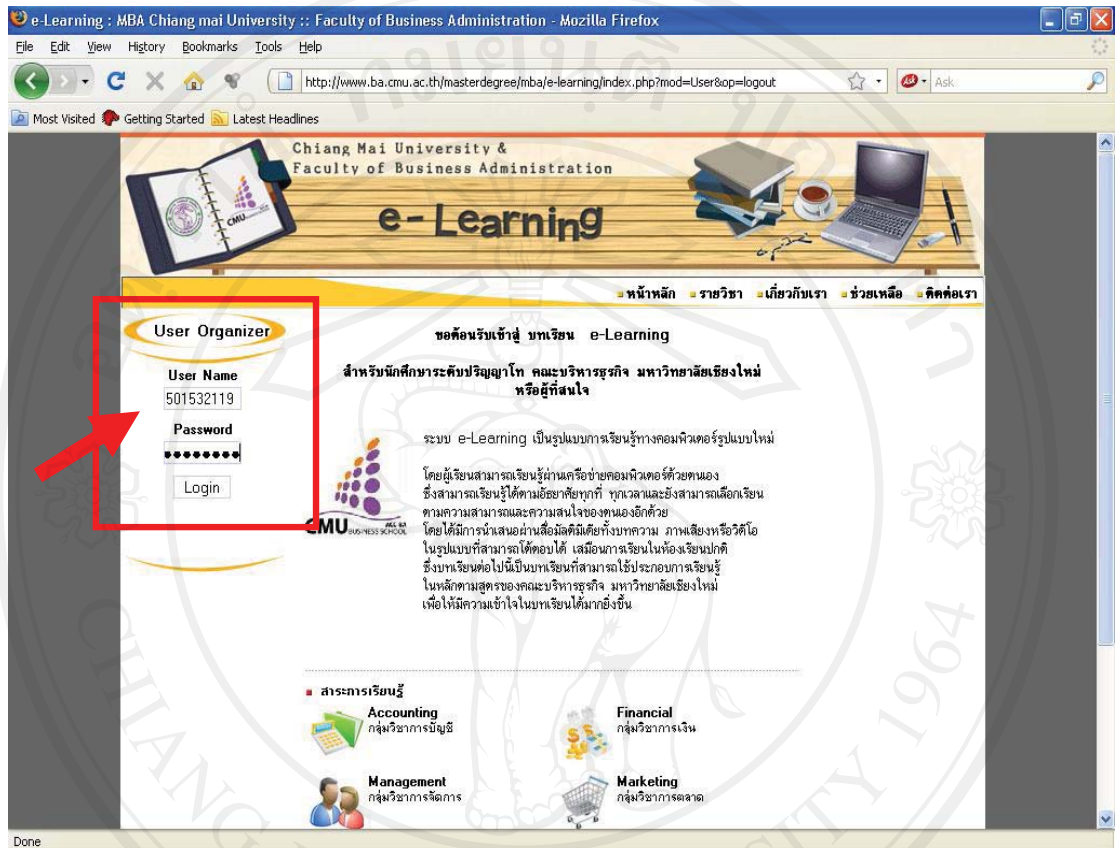 e-Learning : MBA Chiang mai University :: Faculty of Business Administration - Mozilla Firefox
File Edit View History Bookmarks Tools Help
http://www.ba.cmu.ac.th/masterdegree/mba/e-learning/index.php?mod=User&op=logout
Ask
Most Visited Getting Started Latest Headlines
Chiang Mai University &
Faculty of Business Administration
e-Learning
CMU
หน้าหลัก รายวิชา เกี่ยวกับเรา ช่วยเหลือ ติดต่อเรา
User Organizer
User Name
501532119
Password
Login
ขอต้อนรับเข้าสู่ บทเรียน e-Learning
สำหรับนักศึกษาระดับปริญญาโท คณะบริหารธุรกิจ มหาวิทยาลัยเชียงใหม่
หรือผู้ที่สนใจ
CMU BUSINESS SCHOOL
ระบบ e-Learning เป็นรูปแบบการเรียนรู้ทางคอมพิวเตอร์รูปแบบใหม่
โดยผู้เรียนสามารถเรียนรู้ผ่านเครือข่ายคอมพิวเตอร์ด้วยตนเอง
ซึ่งสามารถเรียนรู้ได้ตามอัธยาศัยทุกที่ ทุกเวลาและยังสามารถเลือกเรียน
ตามความสามารถและความสนใจของตนเองอีกด้วย
โดยได้มีการนำเสนอผ่านสื่อมัลติมีเดียทั้งบทความ ภาพเสียงหรือวิดีโอ
ในรูปแบบที่สามารถโต้ตอบได้ เสมือนการเรียนในห้องเรียนปกติ
ซึ่งบทเรียนต่อไปนี้เป็นบทเรียนที่สามารถใช้ประกอบการเรียนรู้
ในหลักตามสูตรของคณะบริหารธุรกิจ มหาวิทยาลัยเชียงใหม่
เพื่อให้มีความเข้าใจในบทเรียนได้มากยิ่งขึ้น
สาระการเรียนรู้
Accounting
กลุ่มวิชาการบัญชี
Financial
กลุ่มวิชาการเงิน
Management
กลุ่มวิชาการจัดการ
Marketing
กลุ่มวิชาการตลาด
Done